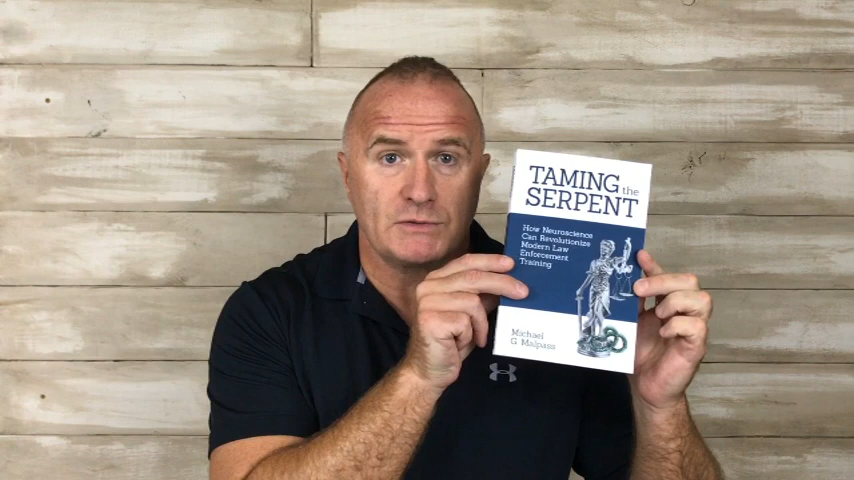 TAMING the
SERPENT
How Neuroscience
Can Revolutionize
Modern Law
Enforcement
Training
Michael
G. Malpass